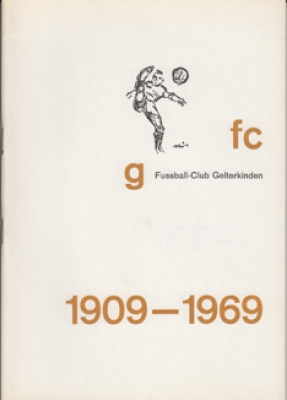 fc
g Fussball-Club Gelterkinden
1909—1969